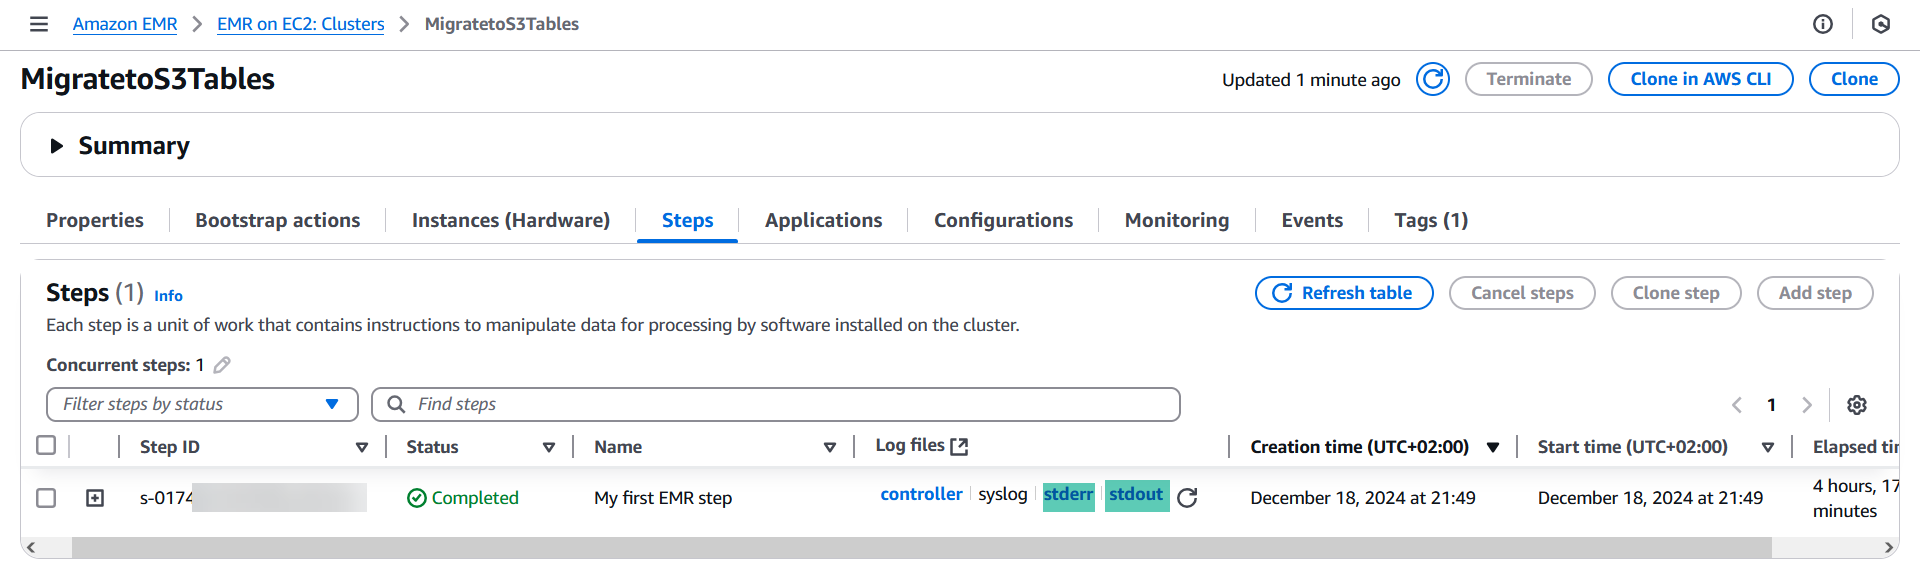 Amazon EMR > EMR on EC2: Clusters > MigratetoS3Tables
MigratetoS3Tables
Updated 1 minute ago
Terminate
Clone in AWS CLI
Clone
Summary
Properties
Bootstrap actions
Instances (Hardware)
Steps
Applications
Configurations
Monitoring
Events
Tags (1)
Steps (1) Info
Refresh table
Cancel steps
Clone step
Add step
Each step is a unit of work that contains instructions to manipulate data for processing by software installed on the cluster.
Concurrent steps: 1
Filter steps by status
Find steps
1
Step ID
Status
Name
Log files
Creation time (UTC+02:00)
Start time (UTC+02:00)
Elapsed
s-0174
Completed
My first EMR step
controller
syslog
stderr
stdout
December 18, 2024 at 21:49
December 18, 2024 at 21:49
4 hours, 17
minutes